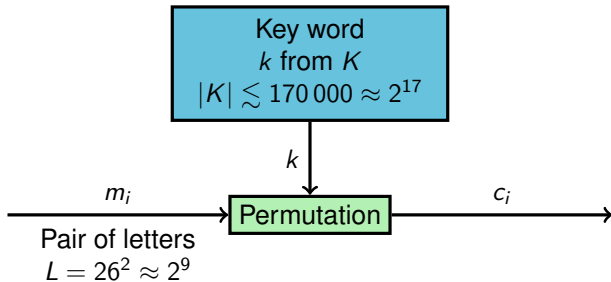 Key word
k from K
|K| ≲ 170 000 ≈ 2^17
k
m_i
Permutation
c_i
Pair of letters
L = 26^2 ≈ 2^9